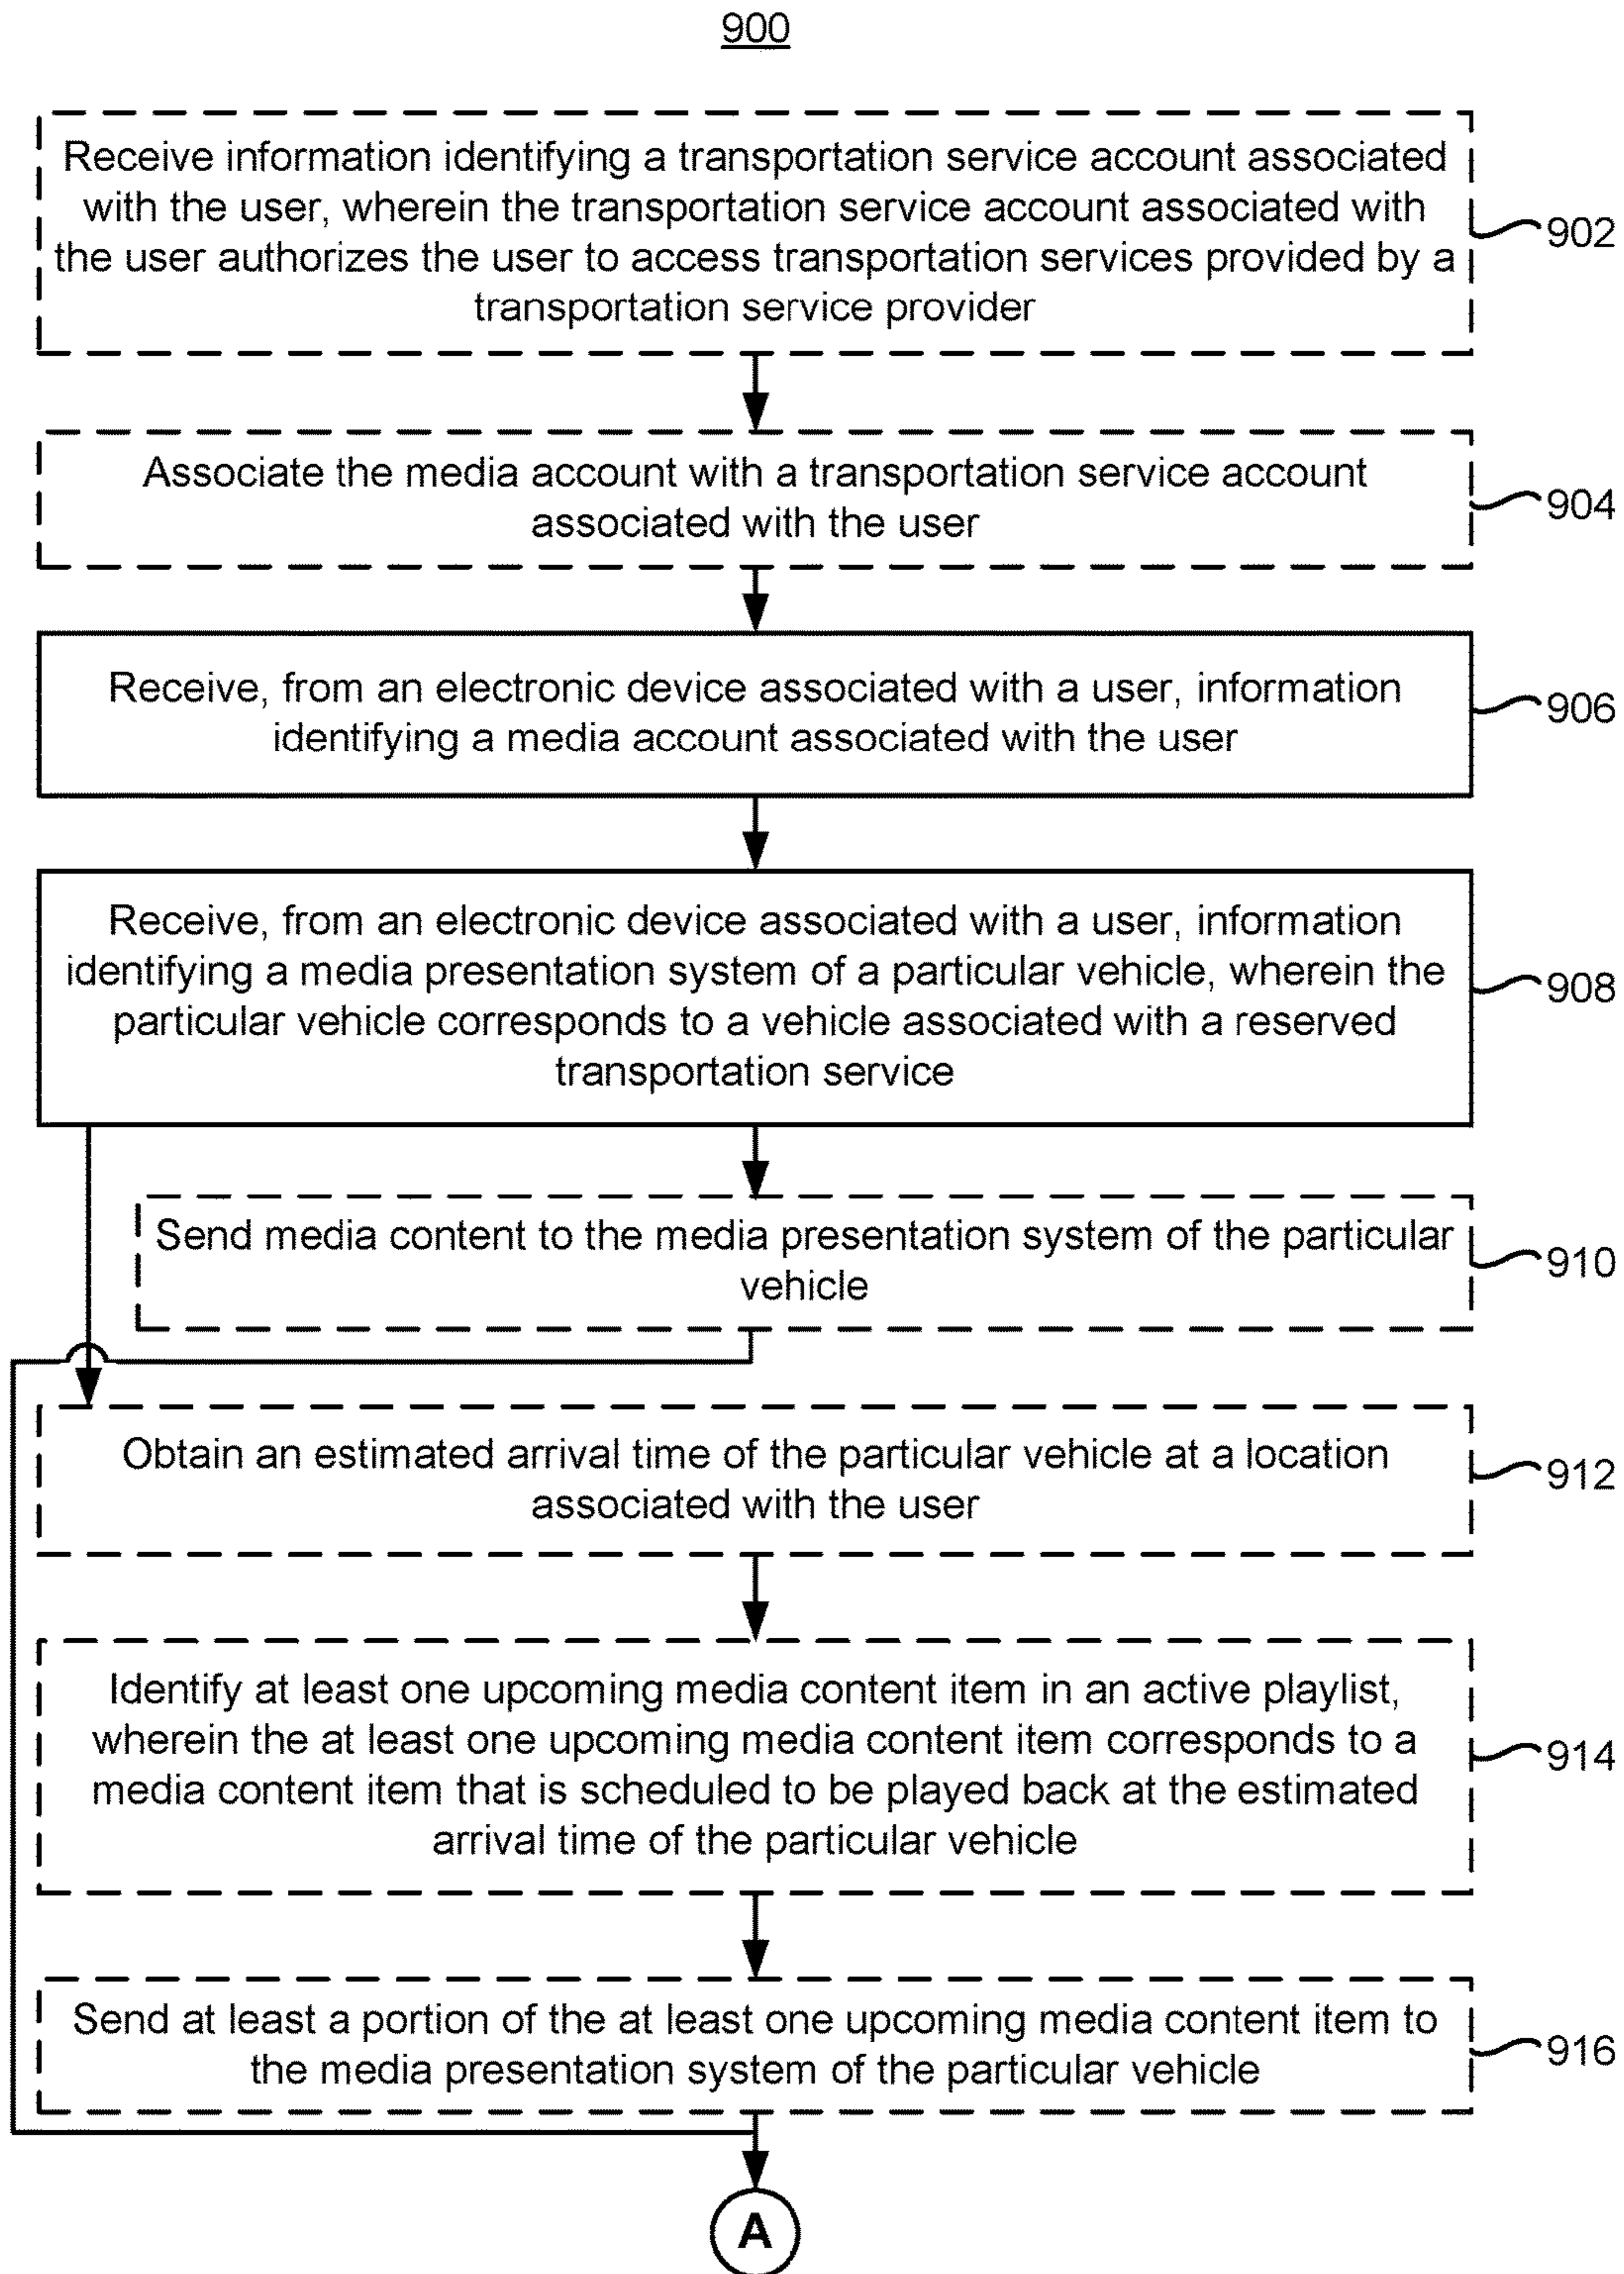 900
Receive information identifying a transportation service account associated
with the user, wherein the transportation service account associated with
the user authorizes the user to access transportation services provided by a
transportation service provider
902
Associate the media account with a transportation service account
associated with the user
904
Receive, from an electronic device associated with a user, information
identifying a media account associated with the user
906
Receive, from an electronic device associated with a user, information
identifying a media presentation system of a particular vehicle, wherein the
particular vehicle corresponds to a vehicle associated with a reserved
transportation service
908
Send media content to the media presentation system of the particular
vehicle
910
Obtain an estimated arrival time of the particular vehicle at a location
associated with the user
912
Identify at least one upcoming media content item in an active playlist,
wherein the at least one upcoming media content item corresponds to a
media content item that is scheduled to be played back at the estimated
arrival time of the particular vehicle
914
Send at least a portion of the at least one upcoming media content item to
the media presentation system of the particular vehicle
916
A